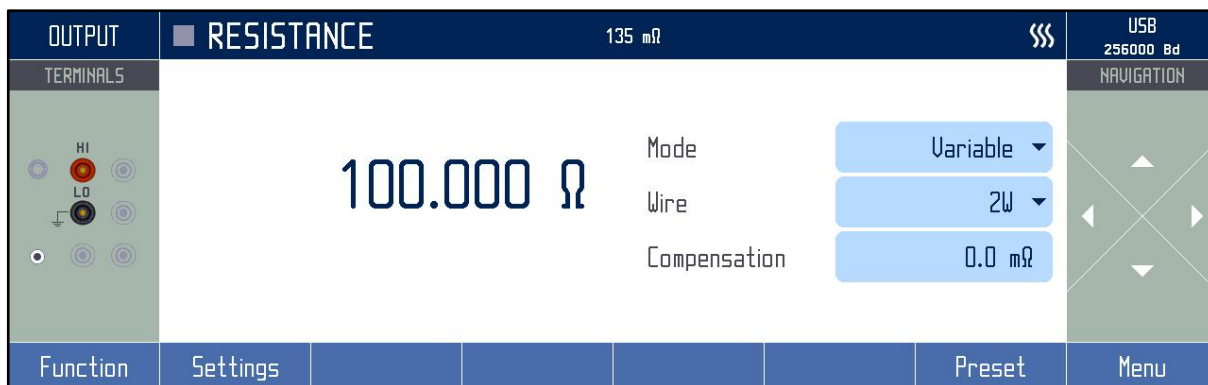 OUTPUT
RESISTANCE
135 mΩ
USB
256000 Bd
TERMINALS
NAVIGATION
HI
LO
100.000 Ω
Mode
Variable
Wire
2W
Compensation
0.0 mΩ
Function
Settings
Preset
Menu